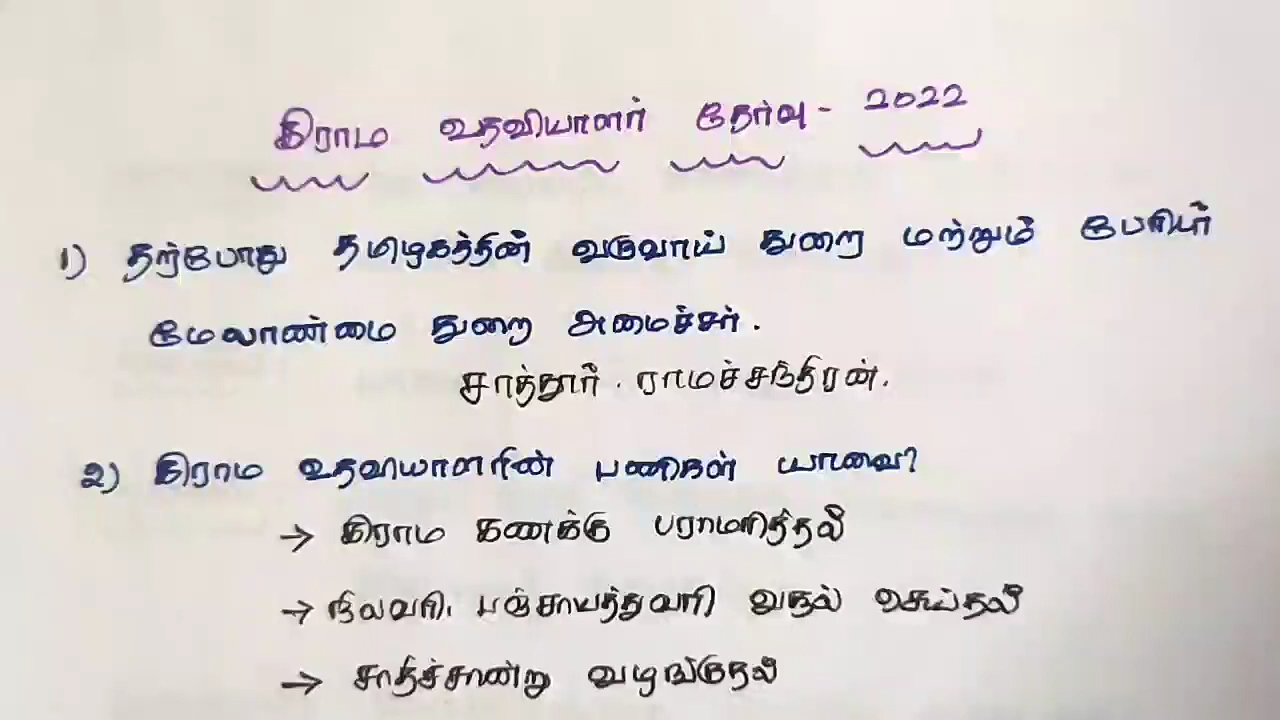 கிராம உதவியாளர் தேர்வு - 2022
1) தற்போது தமிழகத்தின் வருவாய் துறை மற்றும் பேரிடர்
மேலாண்மை துறை அமைச்சர்.
சாத்தூர். ராமச்சந்திரன்.
2) கிராம உதவியாளரின் பணிகள் யாவை?
→ கிராம கணக்கு பராமரித்தல்
→ நிலவரி, பஞ்சாயத்துவரி வசூல் செய்தல்
→ சாதிச்சான்று வழங்குதல்